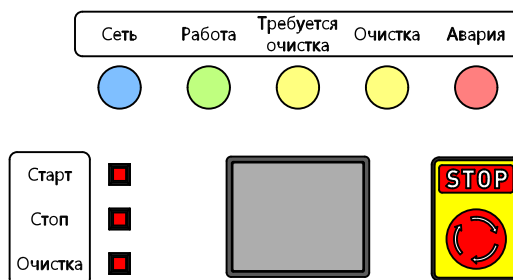 Сеть Работа Требуется очистка Очистка Авария
Старт
STOP
Стоп
Очистка